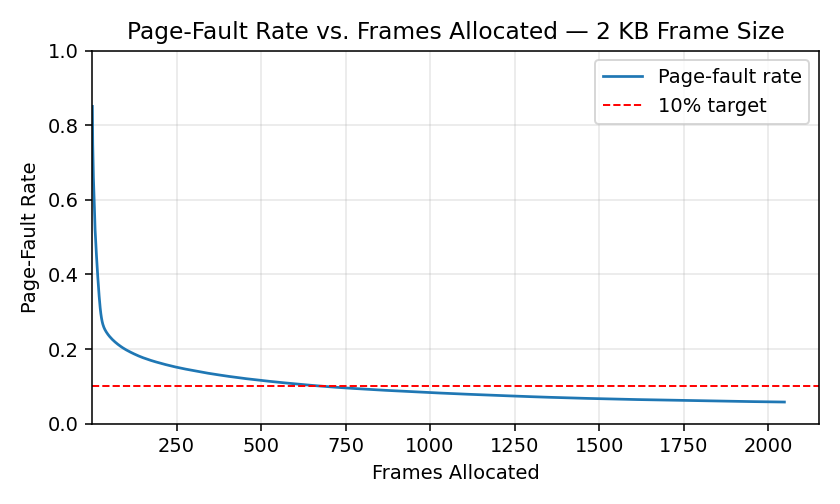 Page-Fault Rate vs. Frames Allocated — 2 KB Frame Size
Page-fault rate
10% target
Page-Fault Rate
1.0
0.8
0.6
0.4
0.2
0.0
250 500 750 1000 1250 1500 1750 2000
Frames Allocated